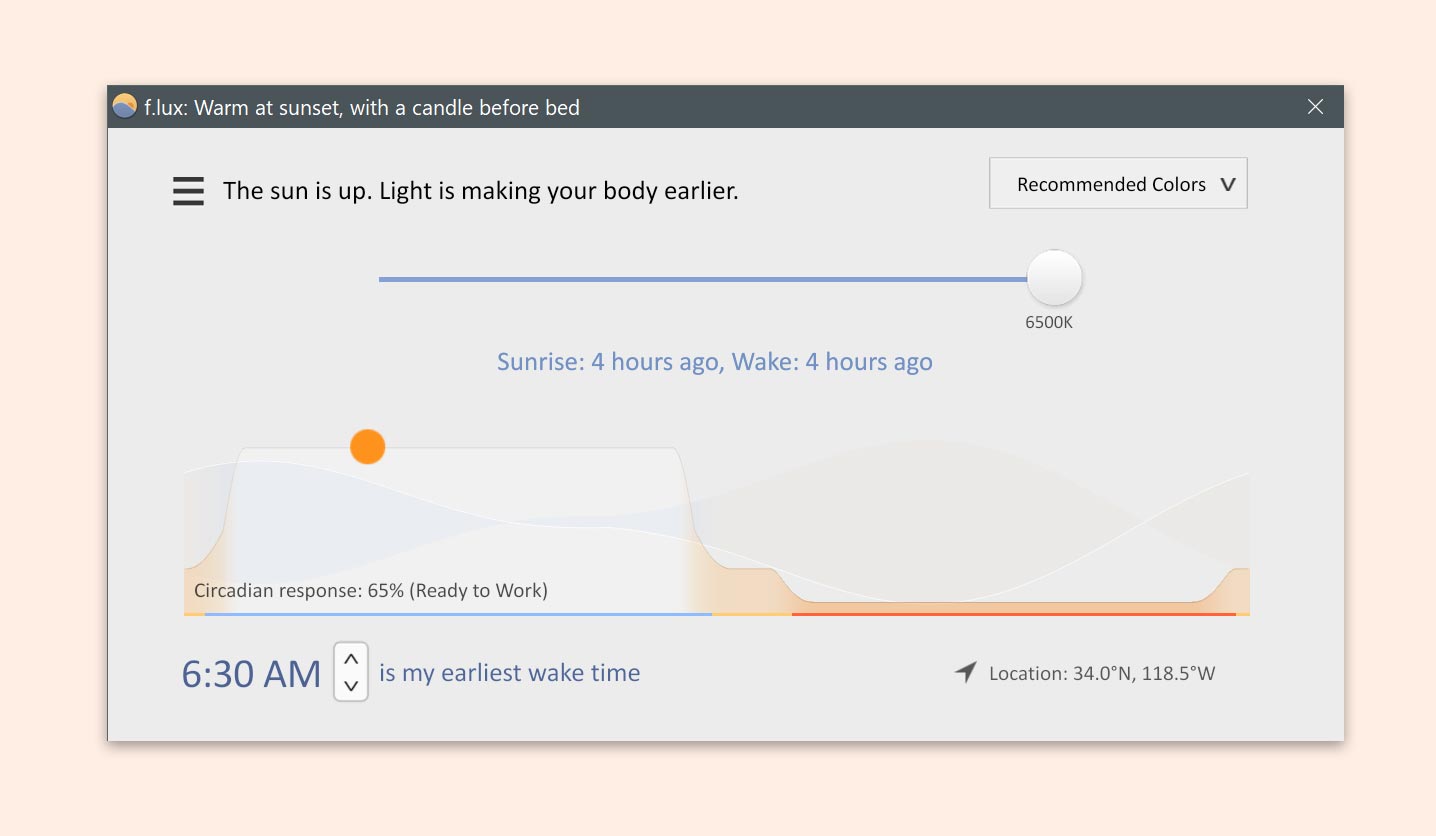 f.lux: Warm at sunset, with a candle before bed
The sun is up. Light is making your body earlier.
Recommended Colors
6500K
Sunrise: 4 hours ago, Wake: 4 hours ago
Circadian response: 65% (Ready to Work)
6:30 AM is my earliest wake time
Location: 34.0°N, 118.5°W